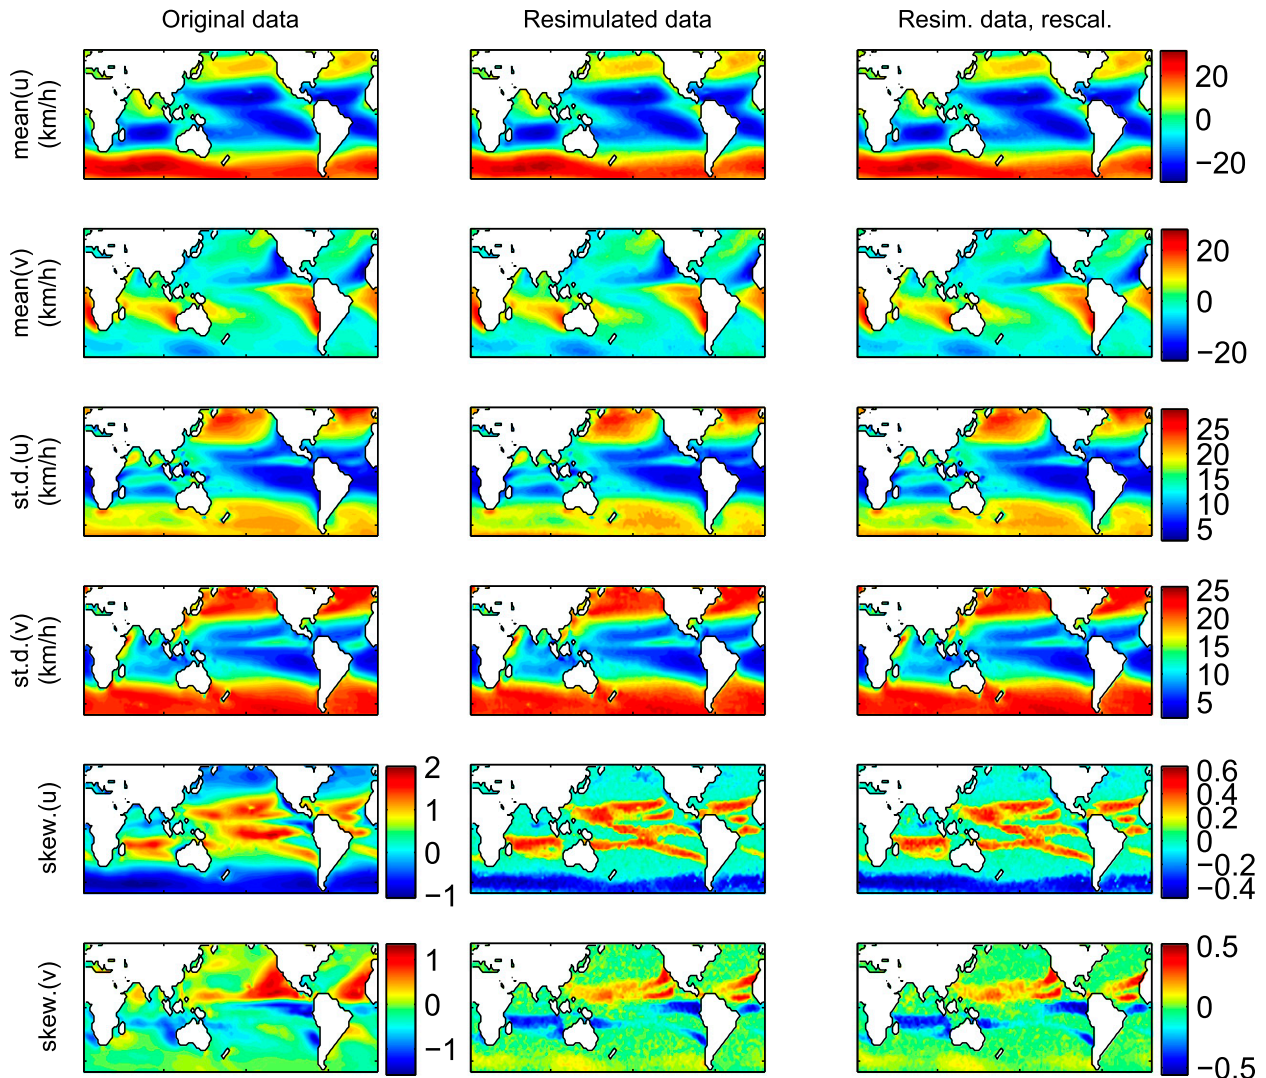 Original data
Resimulated data
Resim. data, rescal.
mean(u)
(km/h)
20
0
−20
mean(v)
(km/h)
20
0
−20
st.d.(u)
(km/h)
25
20
15
10
5
st.d.(v)
(km/h)
25
20
15
10
5
skew.(u)
2
1
0
−1
0.6
0.4
0.2
0
−0.2
−0.4
skew.(v)
1
0
−1
0.5
0
−0.5